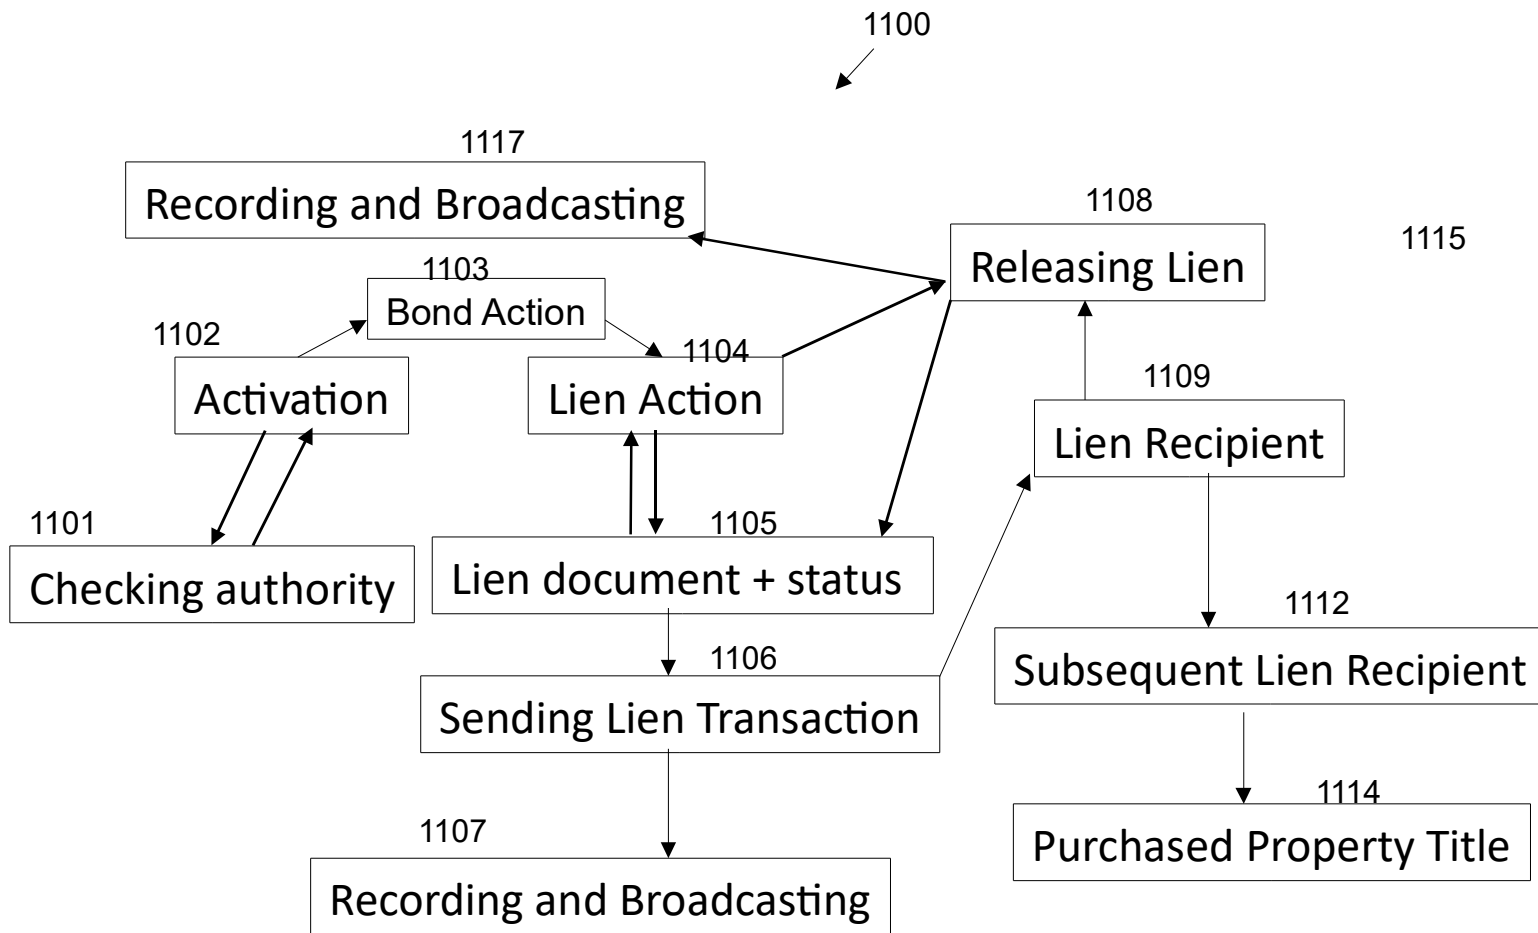 1100
1117
Recording and Broadcasting
1108
Releasing Lien
1115
1103
Bond Action
1102
Activation
1104
Lien Action
1109
Lien Recipient
1101
Checking authority
1105
Lien document + status
1112
Subsequent Lien Recipient
1106
Sending Lien Transaction
1114
Purchased Property Title
1107
Recording and Broadcasting